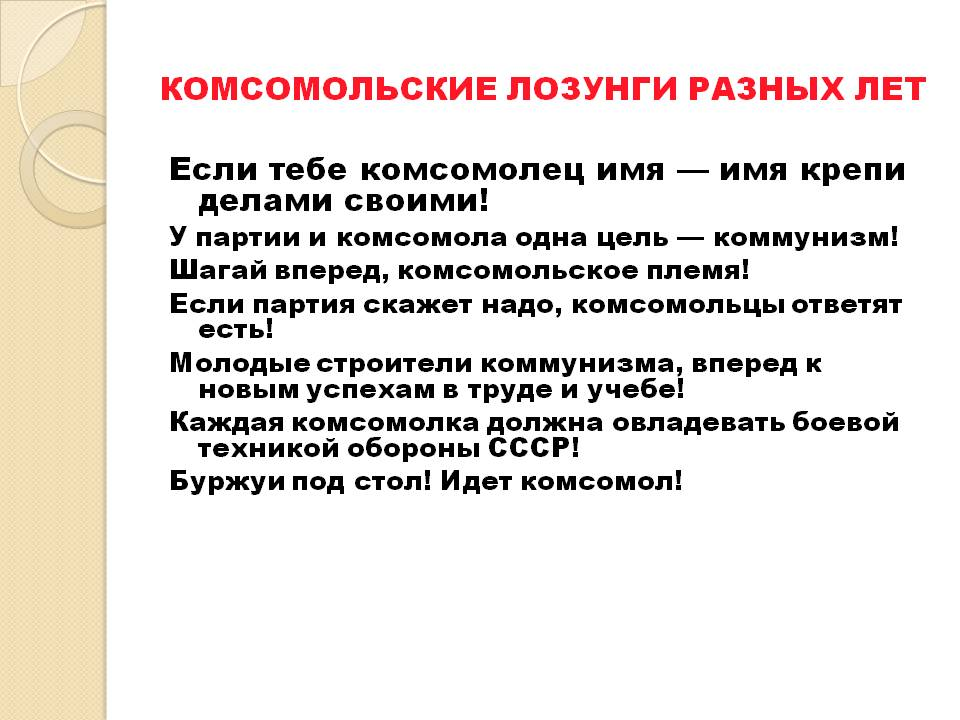 КОМСОМОЛЬСКИЕ ЛОЗУНГИ РАЗНЫХ ЛЕТ
Если тебе комсомолец имя — имя крепи
делами своими!
У партии и комсомола одна цель — коммунизм!
Шагай вперед, комсомольское племя!
Если партия скажет надо, комсомольцы ответят
есть!
Молодые строители коммунизма, вперед к
новым успехам в труде и учебе!
Каждая комсомолка должна овладевать боевой
техникой обороны СССР!
Буржуи под стол! Идет комсомол!